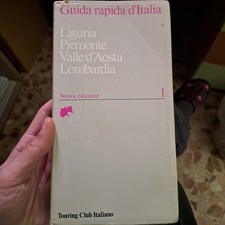 Guida rapida d'Italia
Liguria
Piemonte
Valle d'Aosta
Lombardia
Nuova edizione
1
Touring Club Italiano